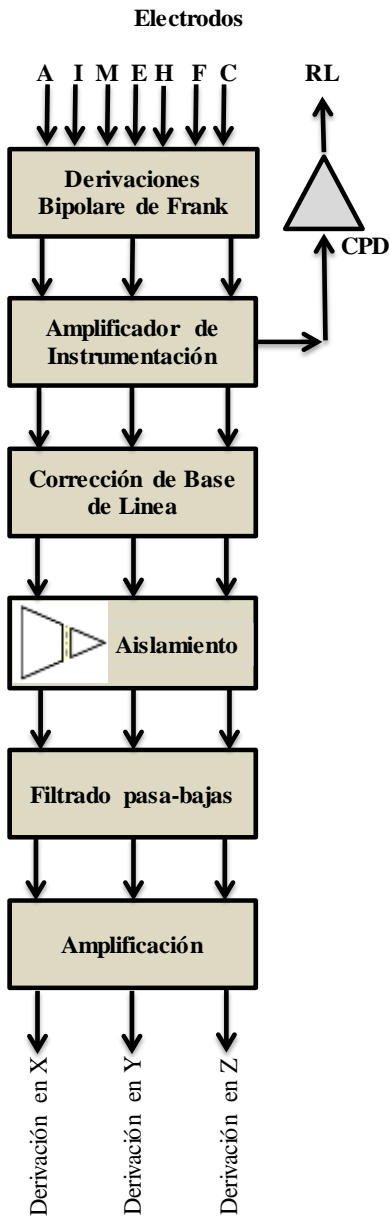 Electrodos
A I M E H F C RL
Derivaciones
Bipolare de Frank
CPD
Amplificador de
Instrumentación
Corrección de Base
de Linea
Aislamiento
Filtrado pasa-bajas
Amplificación
Derivación en X
Derivación en Y
Derivación en Z